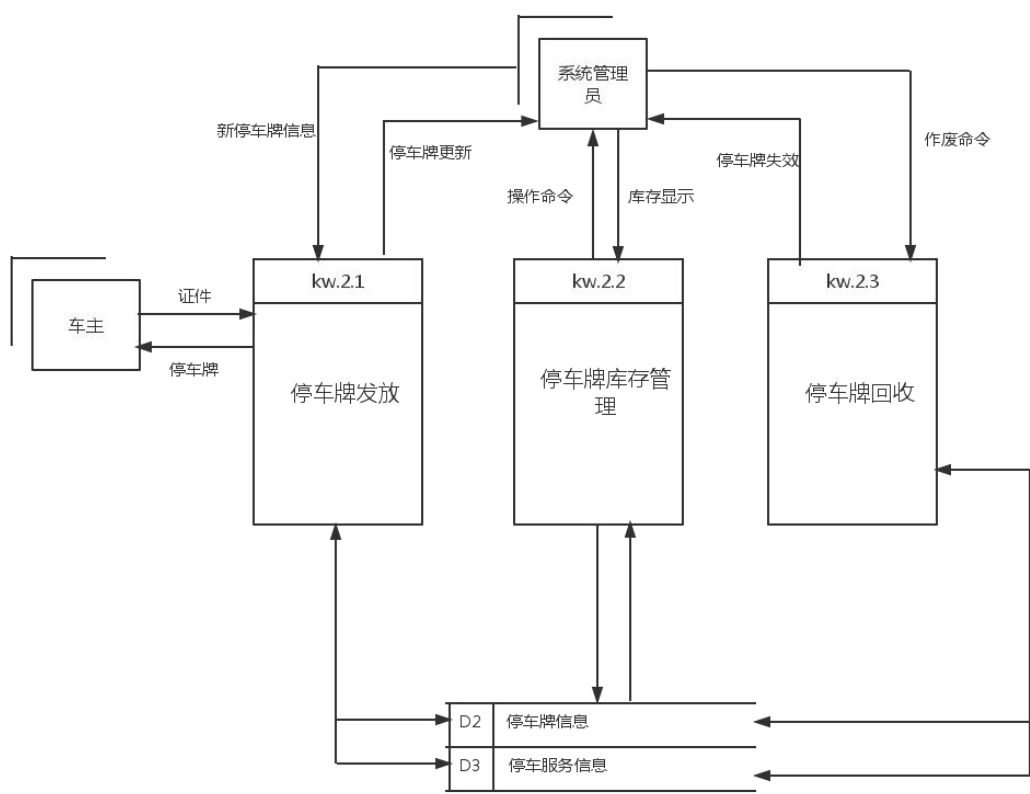 系统管理
员
新停车牌信息
停车牌更新
操作命令
库存显示
停车牌失效
作废命令
kw.2.1
kw.2.2
kw.2.3
证件
车主
停车牌
停车牌发放
停车牌库存管
理
停车牌回收
D2 停车牌信息
D3 停车服务信息